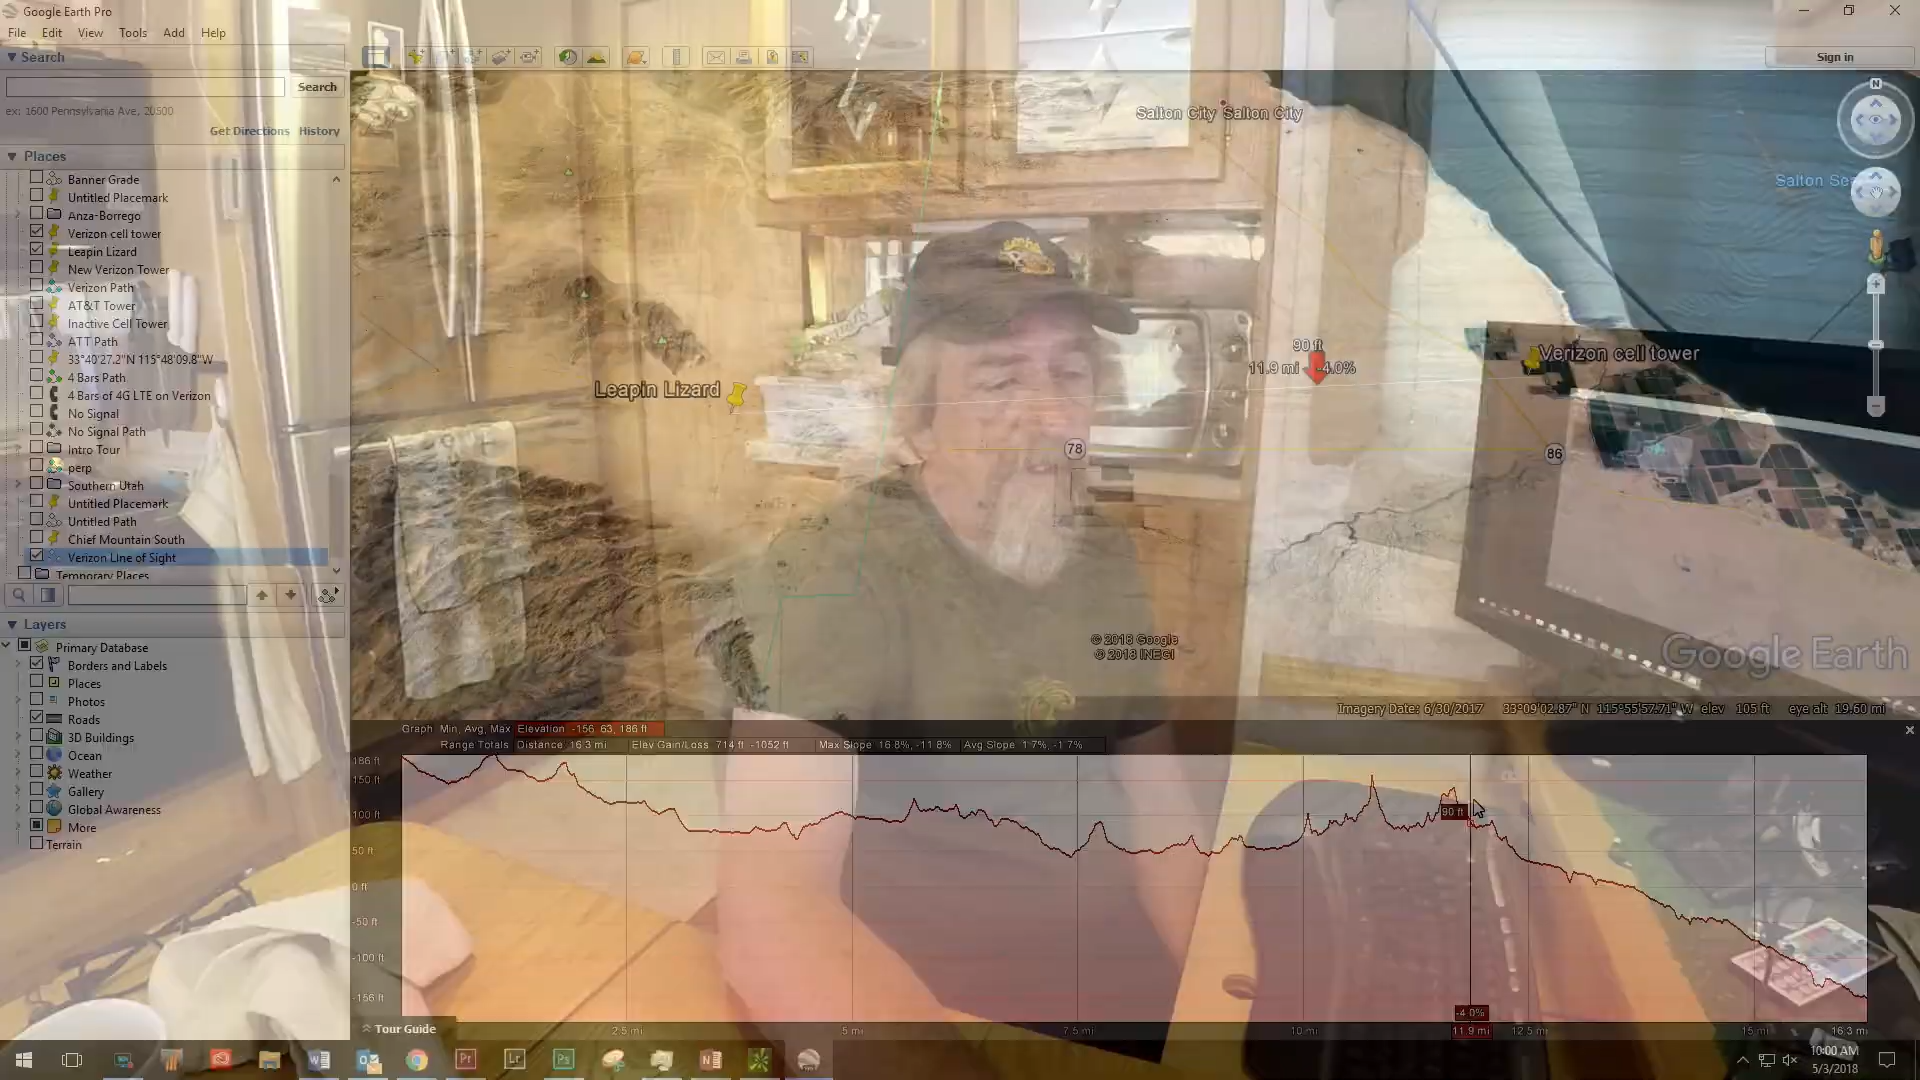 Google Earth Pro
File Edit View Tools Add Help
Search
Search
ex: 1600 Pennsylvania Ave, 20500
Get Directions History
Places
Banner Grade
Untitled Placemark
Anza-Borrego
Verizon cell tower
Leapin Lizard
New Verizon Tower
Verizon Path
AT&T Tower
Inactive Cell Tower
ATT Path
33°40'27.2"N 115°48'09.8"W
4 Bars Path
4 Bars of 4G LTE on Verizon
No Signal
No Signal Path
Intro Tour
perp
Southern Utah
Untitled Placemark
Untitled Path
Chief Mountain South
Verizon Line of Sight
Temporary Places
Layers
Primary Database
Borders and Labels
Places
Photos
Roads
3D Buildings
Ocean
Weather
Gallery
Global Awareness
More
Terrain
Sign in
N
Salton City Salton City
Salton Se
90 ft
11.9 mi -4.0%
Verizon cell tower
Leapin Lizard
78
86
© 2018 Google
© 2018 INEGI
Google Earth
Imagery Date: 6/30/2017 33°09'02.87" N 115°55'57.71" W elev 105 ft eye alt 19.60 mi
Graph Min, Avg, Max Elevation -156, 63, 186 ft
Range Totals Distance 16.3 mi Elev Gain/Loss 714 ft -1052 ft Max Slope 16.8%, -11.8% Avg Slope 1.7%, -1.7%
186 ft
150 ft
100 ft
90 ft
50 ft
0 ft
-50 ft
-100 ft
-156 ft
-4.0%
2.5 mi 5 mi 7.5 mi 10 mi 11.9 mi 12.5 mi 15 mi 16.3 mi
Tour Guide
Pr Lr Ps
10:00 AM
5/3/2018